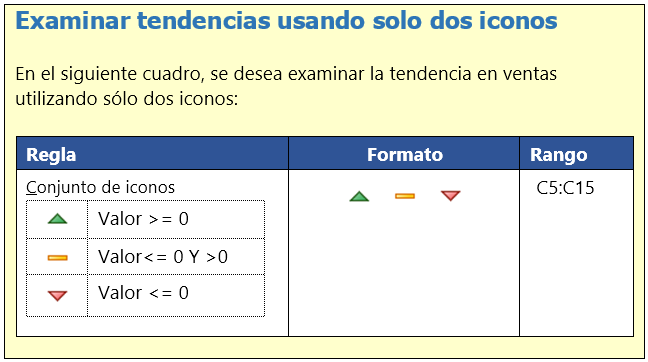 Examinar tendencias usando solo dos iconos
En el siguiente cuadro, se desea examinar la tendencia en ventas
utilizando sólo dos iconos:
Regla Formato Rango
Conjunto de iconos C5:C15
Valor >= 0
Valor<= 0 Y >0
Valor <= 0